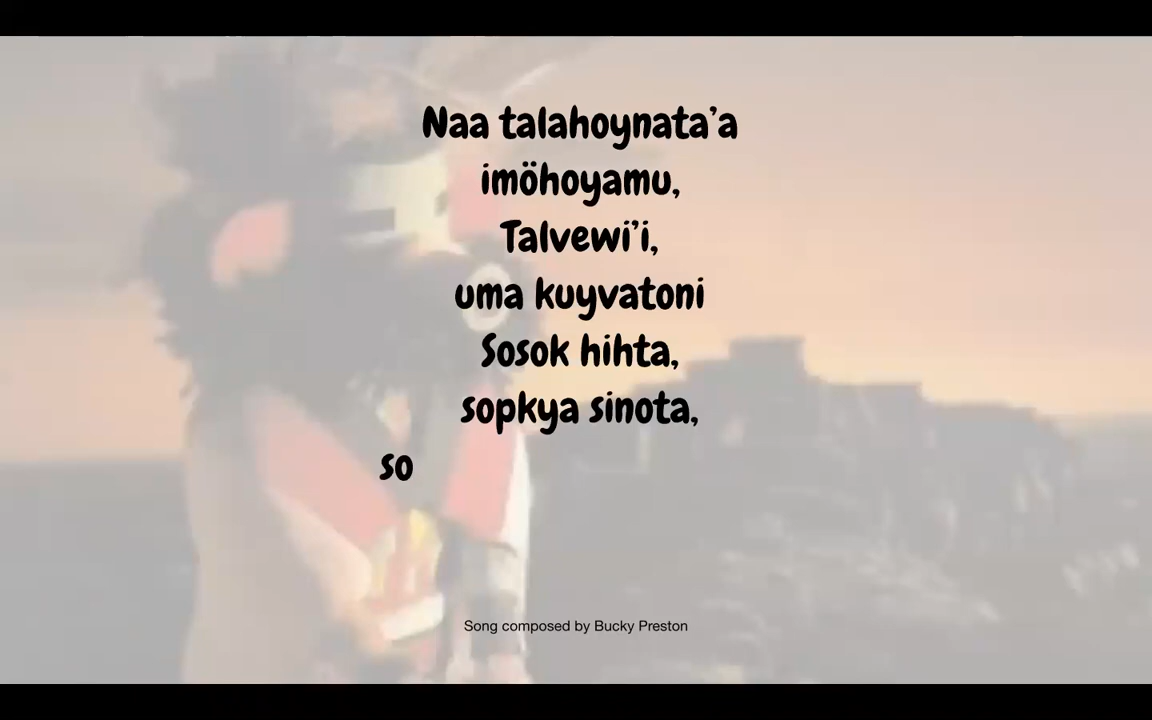 Naa talahoynata’a
imöhoyamu,
Talvewi’i,
uma kuyvatoni
Sosok hihta,
sopkya sinota,
so
Song composed by Bucky Preston